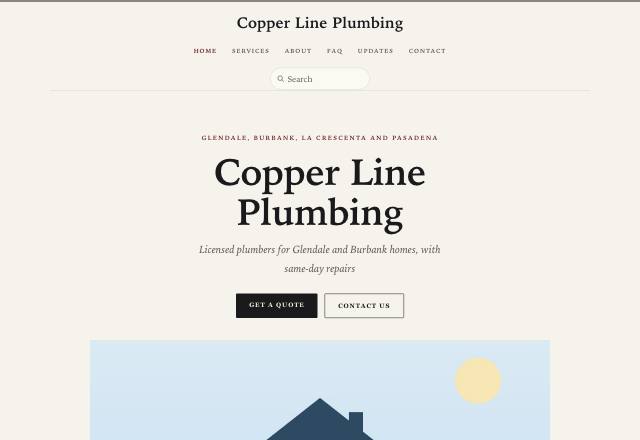 Copper Line Plumbing
HOME SERVICES ABOUT FAQ UPDATES CONTACT
Search
GLENDALE, BURBANK, LA CRESCENTA AND PASADENA
Copper Line
Plumbing
Licensed plumbers for Glendale and Burbank homes, with
same-day repairs
GET A QUOTE CONTACT US